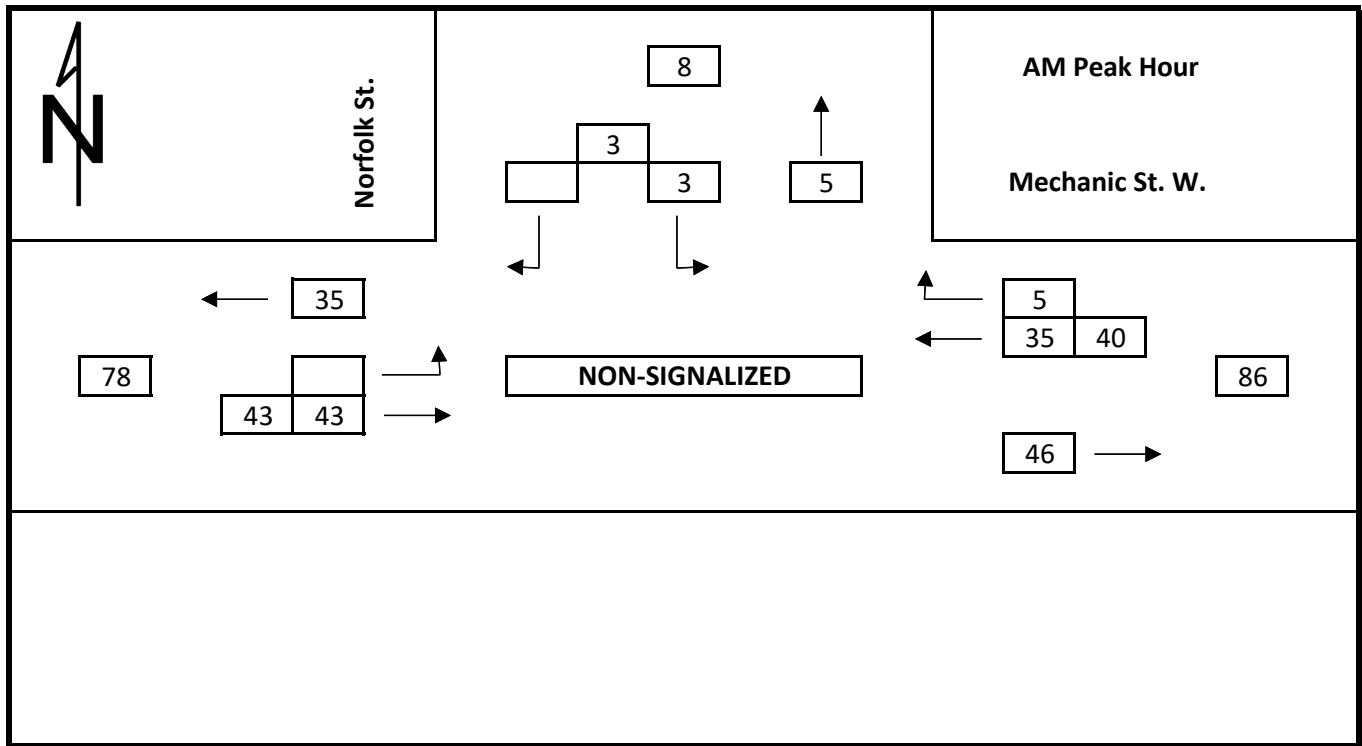 N
Norfolk St.
AM Peak Hour
Mechanic St. W.
8
3
3
5
35
5
35 40
78
NON-SIGNALIZED
86
43 43
46